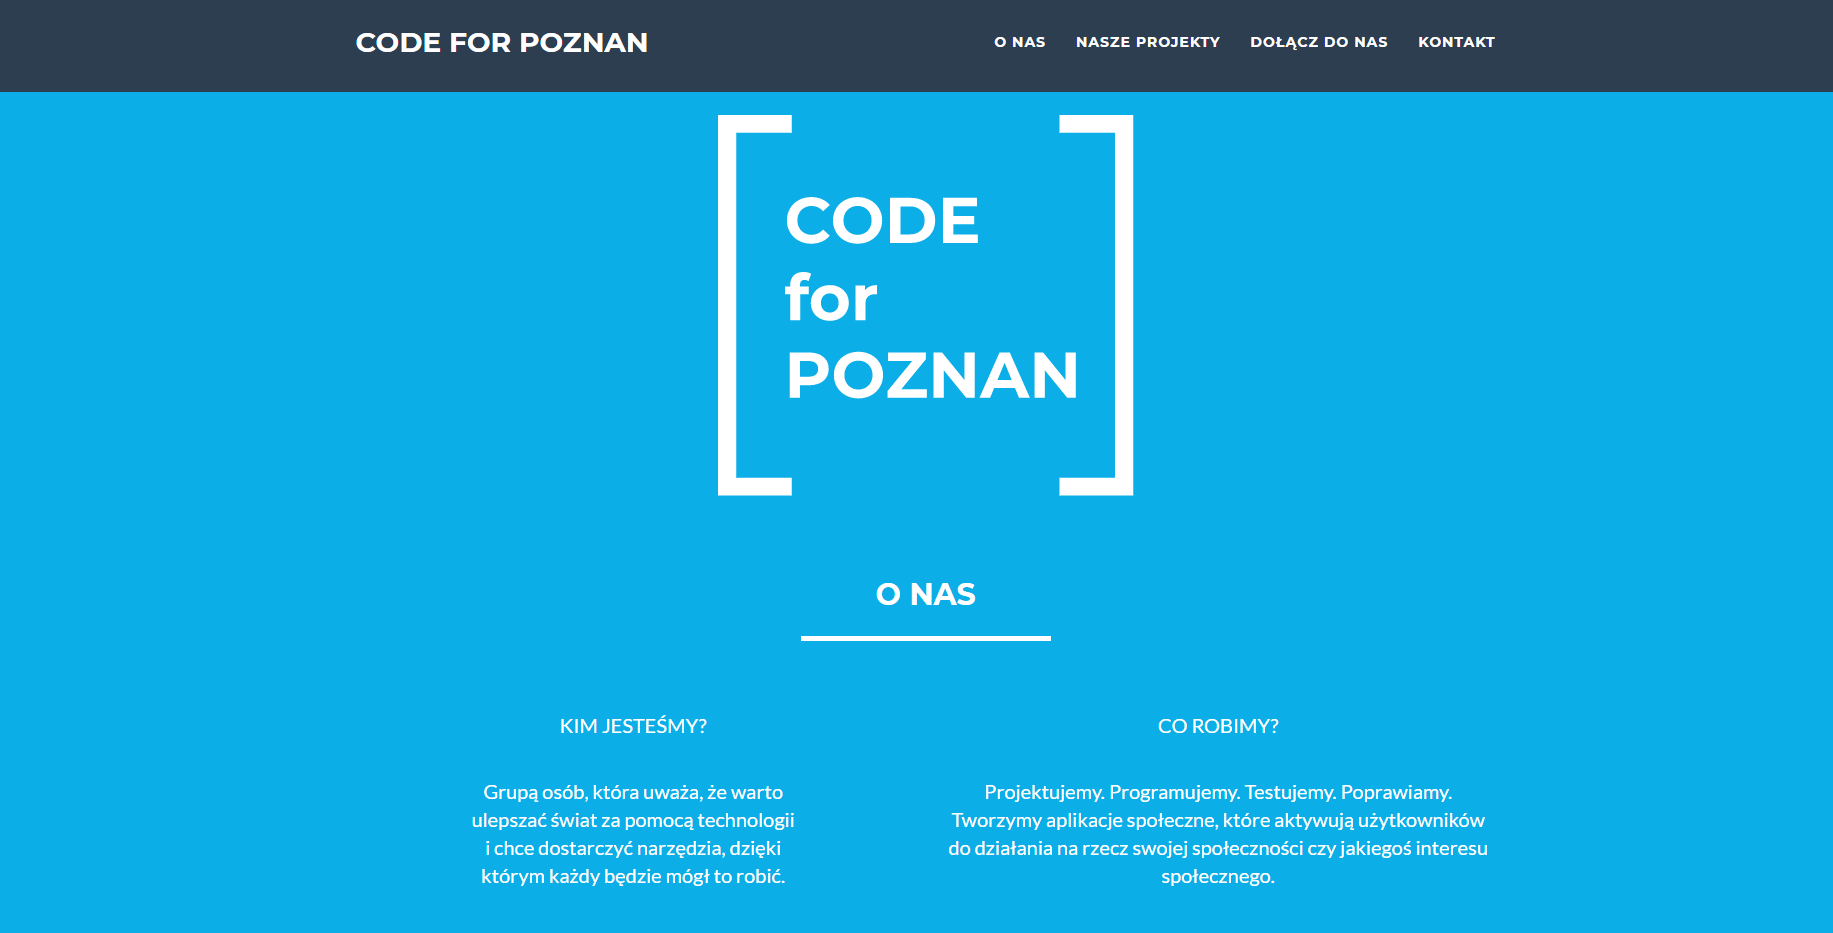 CODE FOR POZNAN
O NAS
NASZE PROJEKTY
DOŁĄCZ DO NAS
KONTAKT
CODE
for
POZNAN
O NAS
KIM JESTEŚMY?
Grupą osób, która uważa, że warto
ulepszać świat za pomocą technologii
i chce dostarczyć narzędzia, dzięki
którym każdy będzie mógł to robić.
CO ROBIMY?
Projektujemy. Programujemy. Testujemy. Poprawiamy.
Tworzymy aplikacje społeczne, które aktywują użytkowników
do działania na rzecz swojej społeczności czy jakiegoś interesu
społecznego.